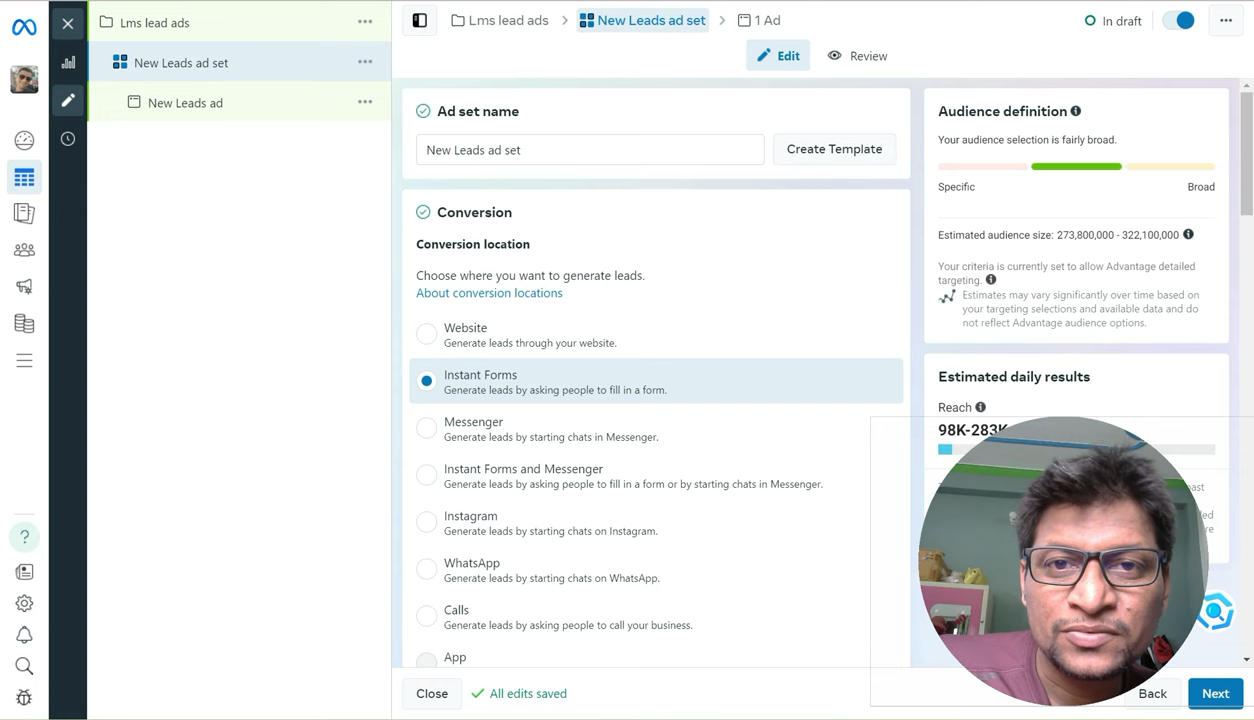 Lms lead ads
New Leads ad set
New Leads ad
Lms lead ads
New Leads ad set
1 Ad
In draft
Edit
Review
Ad set name
New Leads ad set
Create Template
Conversion
Conversion location
Choose where you want to generate leads.
About conversion locations
Website
Generate leads through your website.
Instant Forms
Generate leads by asking people to fill in a form.
Messenger
Generate leads by starting chats in Messenger.
Instant Forms and Messenger
Generate leads by asking people to fill in a form or by starting chats in Messenger.
Instagram
Generate leads by starting chats on Instagram.
WhatsApp
Generate leads by starting chats on WhatsApp.
Calls
Generate leads by asking people to call your business.
App
Close
All edits saved
Audience definition
Your audience selection is fairly broad.
Specific
Broad
Estimated audience size: 273,800,000 - 322,100,000
Your criteria is currently set to allow Advantage detailed
targeting.
Estimates may vary significantly over time based on
your targeting selections and available data and do
not reflect Advantage audience options.
Estimated daily results
Reach
98K-283K
Back
Next